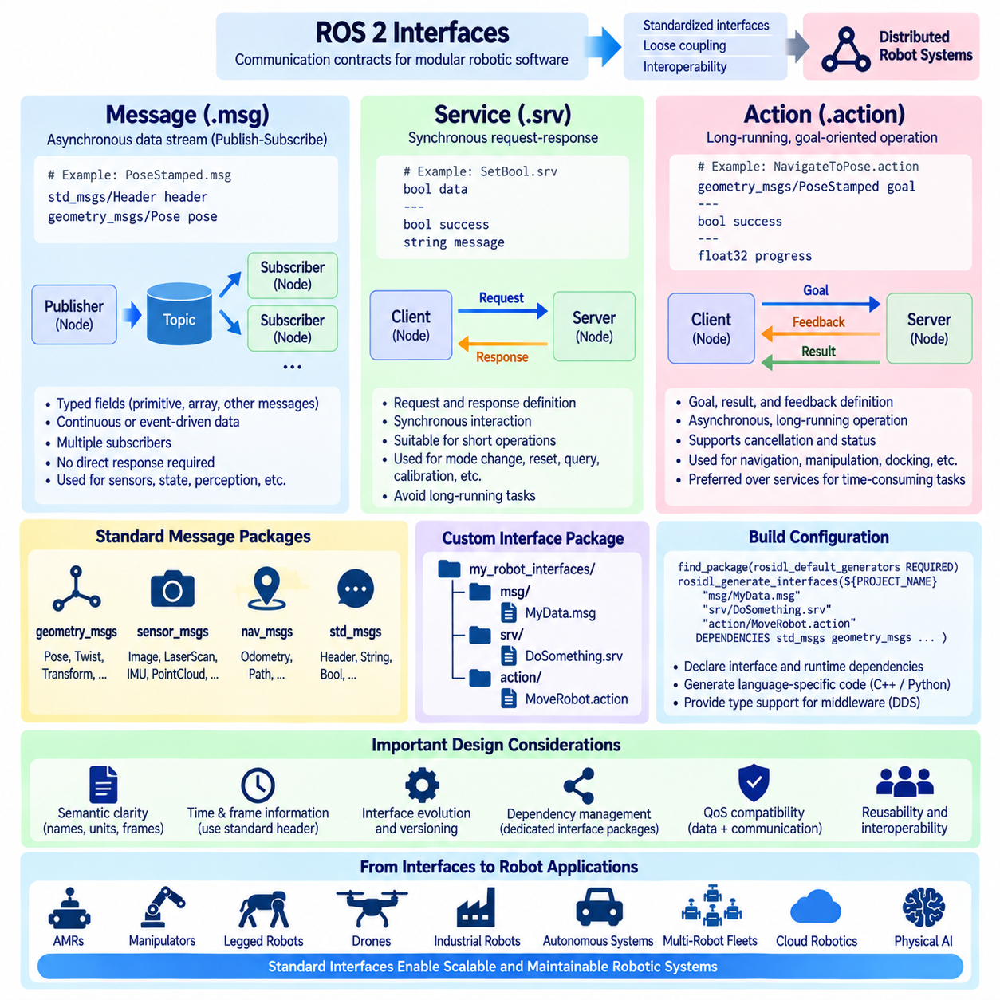 ROS 2 Interfaces
Communication contracts for modular robotic software
Standardized interfaces
Loose coupling
Interoperability
Distributed
Robot Systems
Message (.msg)
Asynchronous data stream (Publish-Subscribe)
# Example: PoseStamped.msg
std_msgs/Header header
geometry_msgs/Pose pose
Publisher
(Node)
Topic
Subscriber
(Node)
Subscriber
(Node)
...
• Typed fields (primitive, array, other messages)
• Continuous or event-driven data
• Multiple subscribers
• No direct response required
• Used for sensors, state, perception, etc.
Service (.srv)
Synchronous request-response
# Example: SetBool.srv
bool data
---
bool success
string message
Client
(Node)
Request
Response
Server
(Node)
• Request and response definition
• Synchronous interaction
• Suitable for short operations
• Used for mode change, reset, query,
calibration, etc.
• Avoid long-running tasks
Action (.action)
Long-running, goal-oriented operation
# Example: NavigateToPose.action
geometry_msgs/PoseStamped goal
---
bool success
---
float32 progress
Client
(Node)
Goal
Feedback
Result
Server
(Node)
• Goal, result, and feedback definition
• Asynchronous, long-running operation
• Supports cancellation and status
• Used for navigation, manipulation, docking, etc.
• Preferred over services for time-consuming tasks
Standard Message Packages
geometry_msgs
Pose, Twist,
Transform, ...
sensor_msgs
Image, LaserScan,
IMU, PointCloud, ...
nav_msgs
Odometry,
Path, ...
std_msgs
Header, String,
Bool, ...
Custom Interface Package
my_robot_interfaces/
msg/
MyData.msg
srv/
DoSomething.srv
action/
MoveRobot.action
Build Configuration
find_package(rosidl_default_generators REQUIRED)
rosidl_generate_interfaces(${PROJECT_NAME}
"msg/MyData.msg"
"srv/DoSomething.srv"
"action/MoveRobot.action"
DEPENDENCIES std_msgs geometry_msgs ... )
• Declare interface and runtime dependencies
• Generate language-specific code (C++ / Python)
• Provide type support for middleware (DDS)
Important Design Considerations
Semantic clarity
(names, units, frames)
Time & frame information
(use standard header)
Interface evolution
and versioning
Dependency management
(dedicated interface packages)
QoS compatibility
(data + communication)
Reusability and
interoperability
From Interfaces to Robot Applications
AMRs
Manipulators
Legged Robots
Drones
Industrial Robots
Autonomous Systems
Multi-Robot Fleets
Cloud Robotics
Physical AI
Standard Interfaces Enable Scalable and Maintainable Robotic Systems